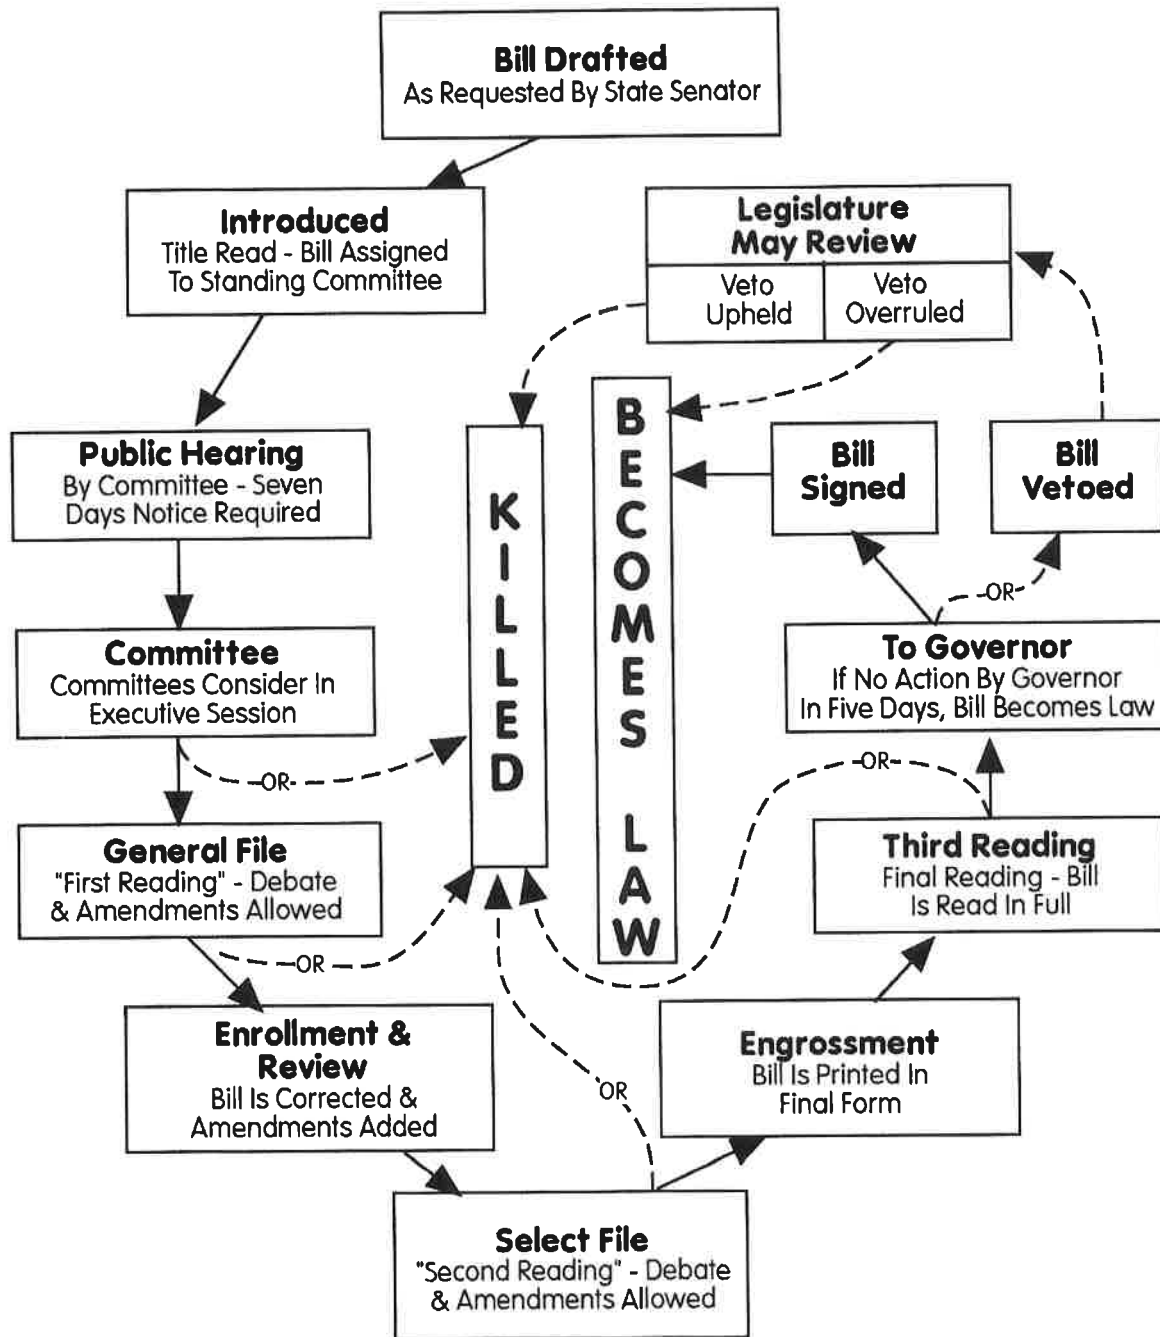 Bill Drafted
As Requested By State Senator
Introduced
Title Read - Bill Assigned
To Standing Committee
Legislature
May Review
Veto
Upheld
Veto
Overruled
Public Hearing
By Committee - Seven
Days Notice Required
KILLED
BECOMES LAW
Bill
Signed
Bill
Vetoed
OR
Committee
Committees Consider In
Executive Session
To Governor
If No Action By Governor
In Five Days, Bill Becomes Law
OR
OR
General File
"First Reading" - Debate
& Amendments Allowed
Third Reading
Final Reading - Bill
Is Read In Full
OR
Enrollment &
Review
Bill Is Corrected &
Amendments Added
Engrossment
Bill Is Printed In
Final Form
OR
Select File
"Second Reading" - Debate
& Amendments Allowed